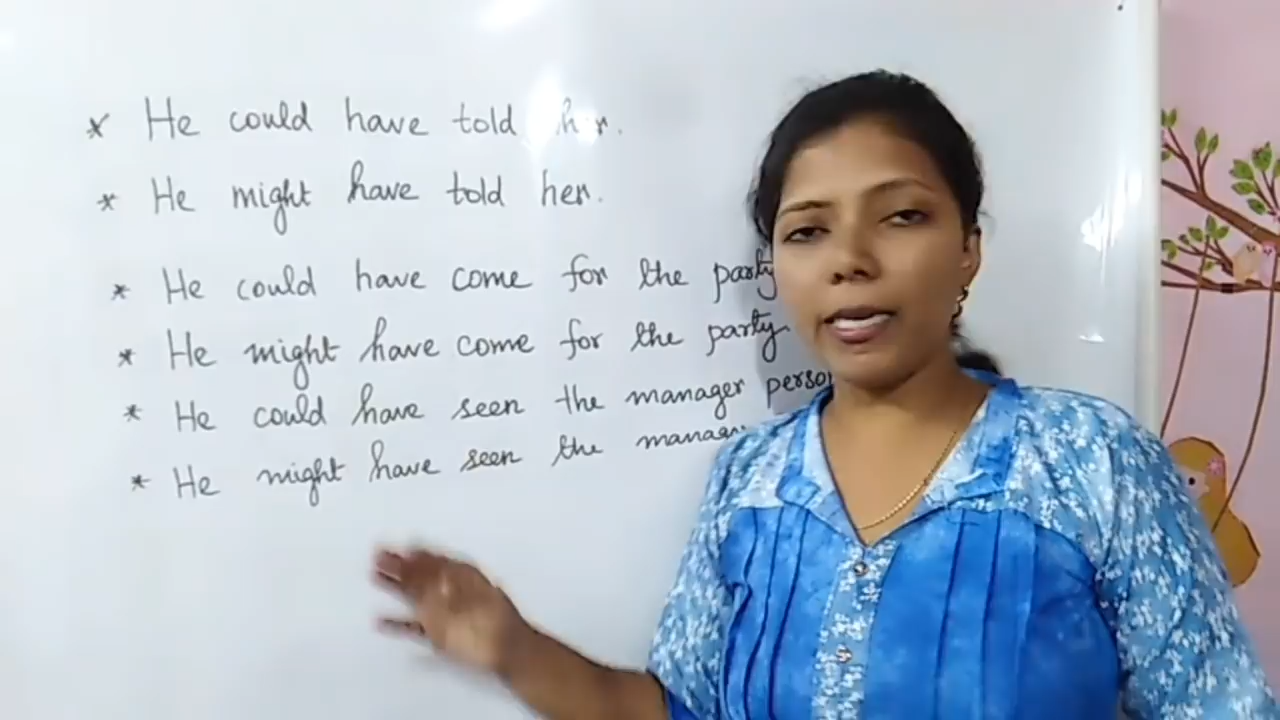 * He could have told her.
* He might have told her.
* He could have come for the party
* He might have come for the party
* He could have seen the manager
* He might have seen the